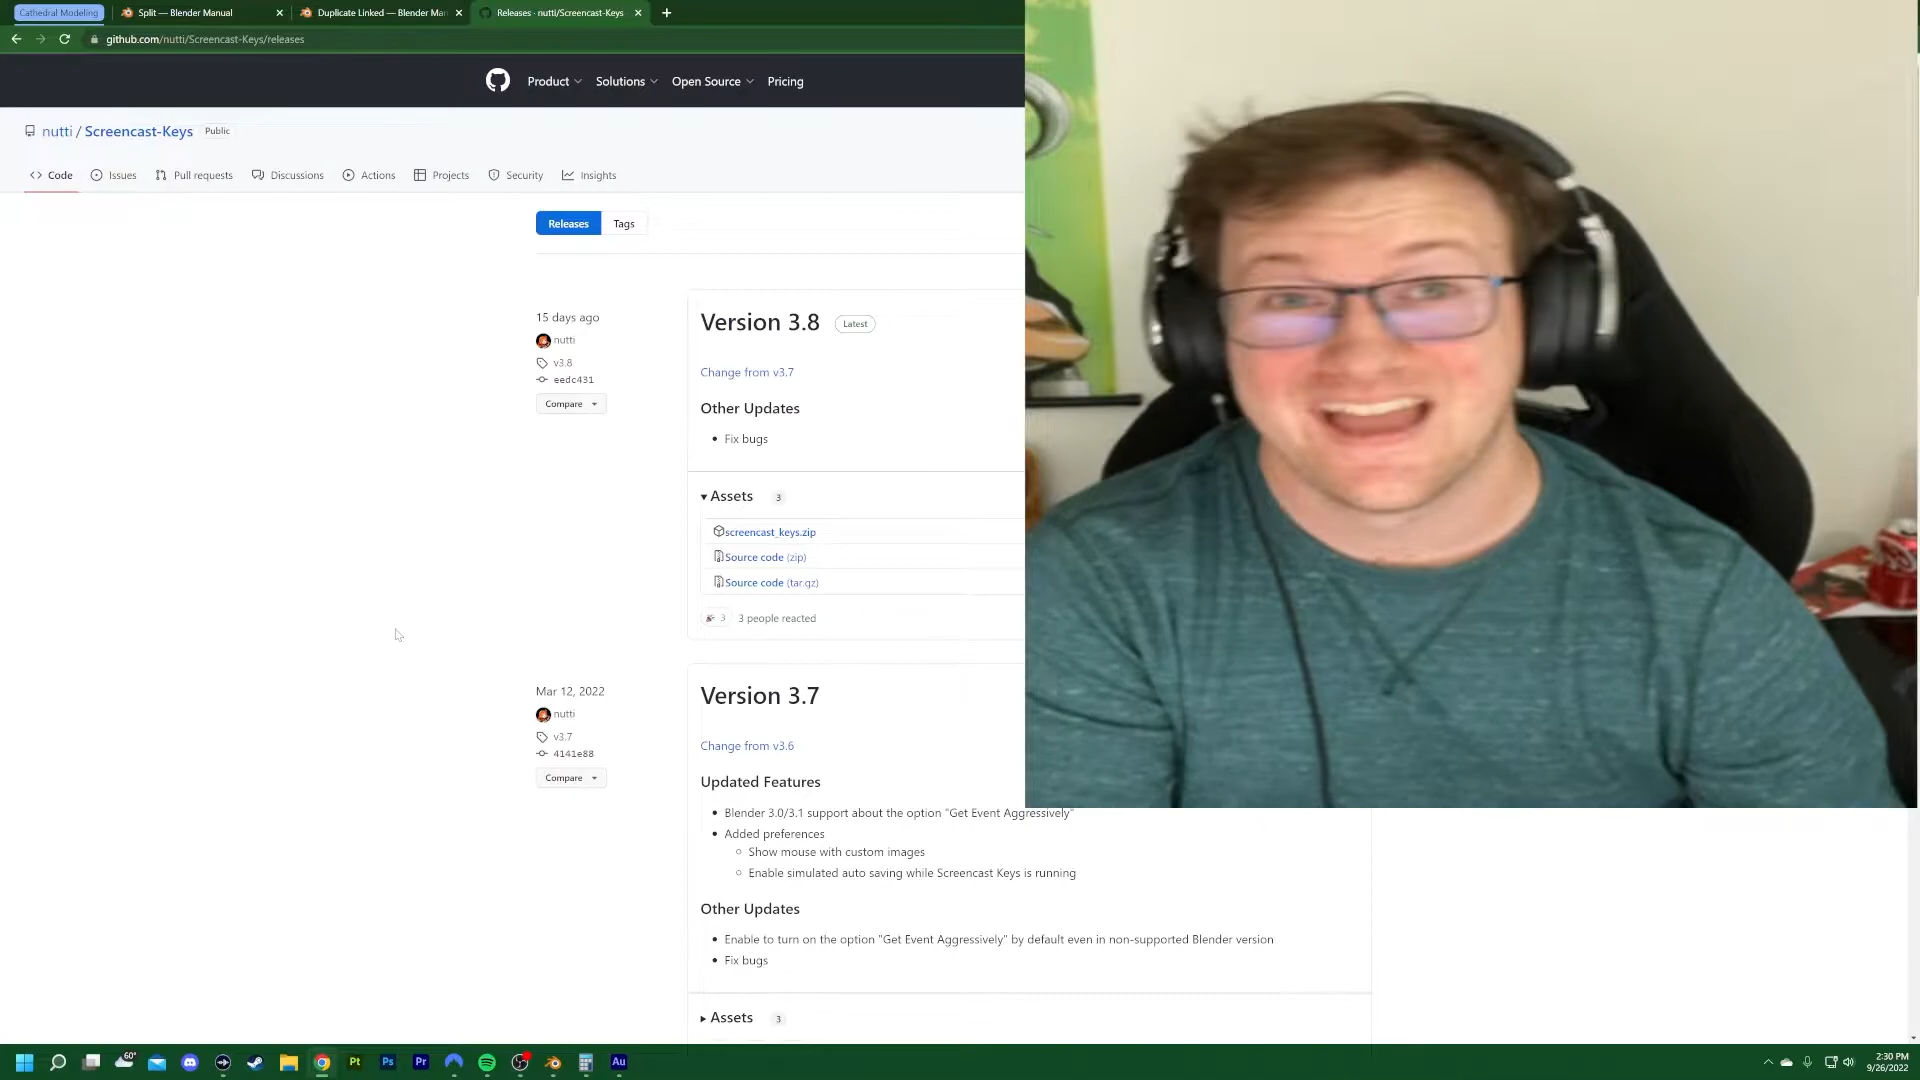 Cathedral Modeling
Split — Blender Manual
Duplicate Linked — Blender Mar
Releases · nutti/Screencast-Keys
github.com/nutti/Screencast-Keys/releases
Product Solutions Open Source Pricing
nutti / Screencast-Keys Public
Code Issues Pull requests Discussions Actions Projects Security Insights
Releases Tags
15 days ago
nutti
v3.8
eedc431
Compare
Version 3.8 Latest
Change from v3.7
Other Updates
• Fix bugs
Assets 3
screencast_keys.zip
Source code (zip)
Source code (tar.gz)
3 3 people reacted
Mar 12, 2022
nutti
v3.7
4141e88
Compare
Version 3.7
Change from v3.6
Updated Features
• Blender 3.0/3.1 support about the option "Get Event Aggressively"
• Added preferences
○ Show mouse with custom images
○ Enable simulated auto saving while Screencast Keys is running
Other Updates
• Enable to turn on the option "Get Event Aggressively" by default even in non-supported Blender version
• Fix bugs
Assets 3
60°
Pt Ps Pr Au
2:30 PM
9/26/2022